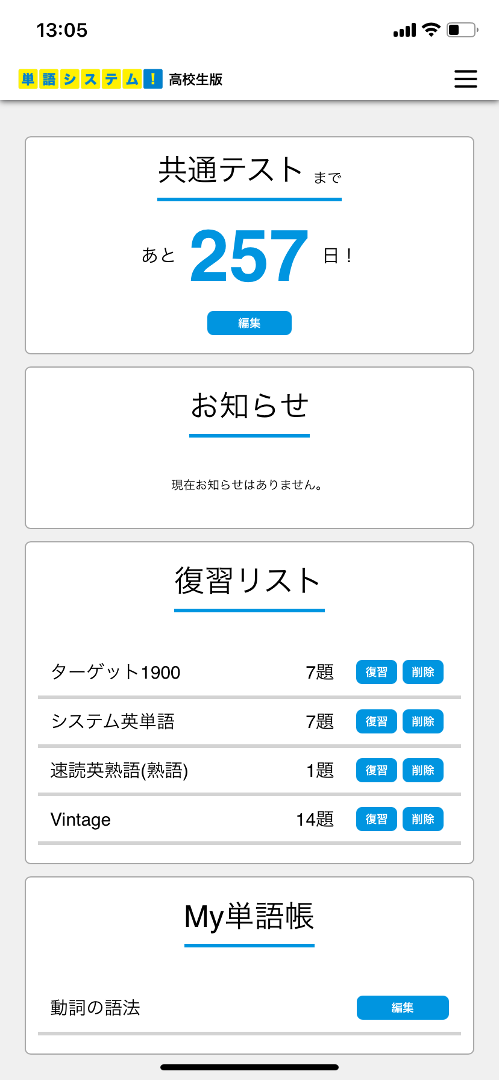 13:05
単語システム! 高校生版
共通テスト まで
あと 257 日!
編集
お知らせ
現在お知らせはありません。
復習リスト
ターゲット1900 7題 復習 削除
システム英単語 7題 復習 削除
速読英熟語(熟語) 1題 復習 削除
Vintage 14題 復習 削除
My単語帳
動詞の語法 編集